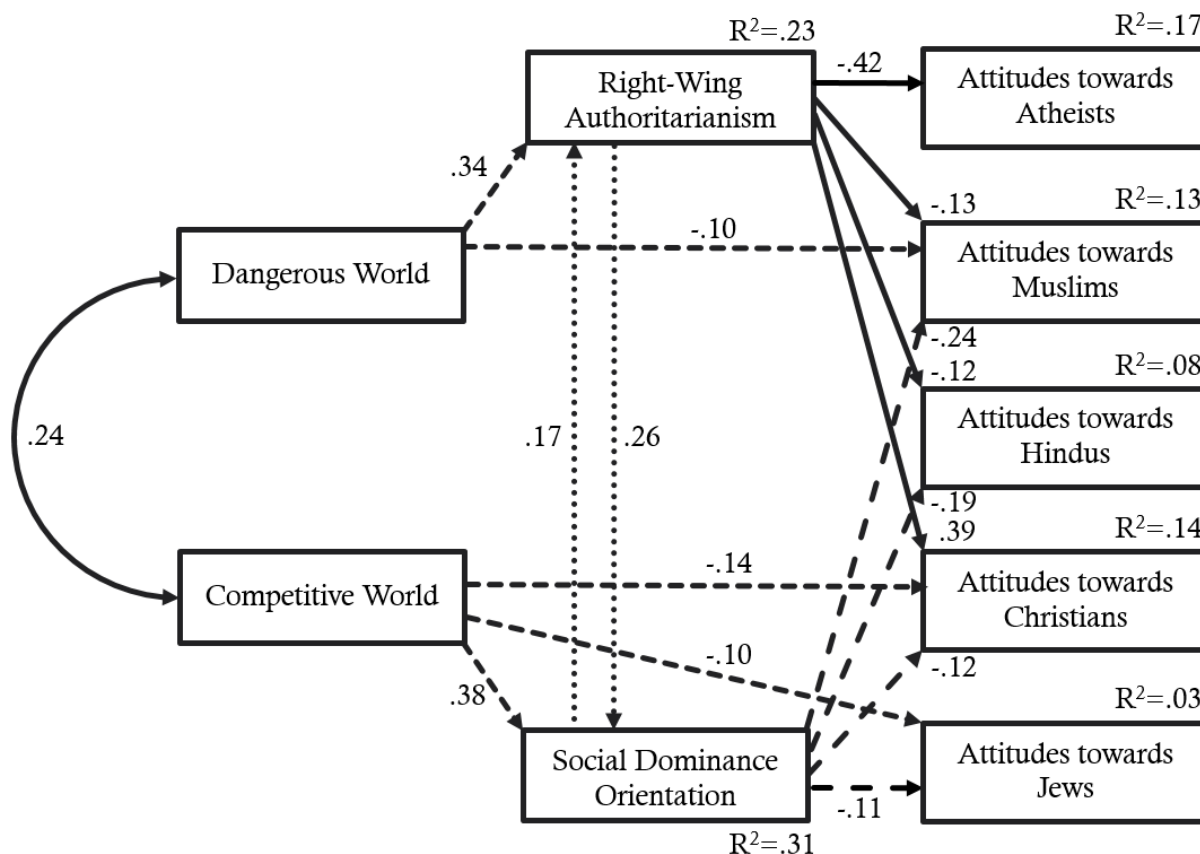 R²=.23
R²=.17
Right-Wing
Authoritarianism
-.42
Attitudes towards
Atheists
.34
-.13
R²=.13
Dangerous World
-.10
Attitudes towards
Muslims
-.24
-.12
R²=.08
.24
.17
.26
Attitudes towards
Hindus
-.19
.39
R²=.14
Competitive World
-.14
Attitudes towards
Christians
-.10
-.12
.38
R²=.03
Social Dominance
Orientation
-.11
Attitudes towards
Jews
R²=.31